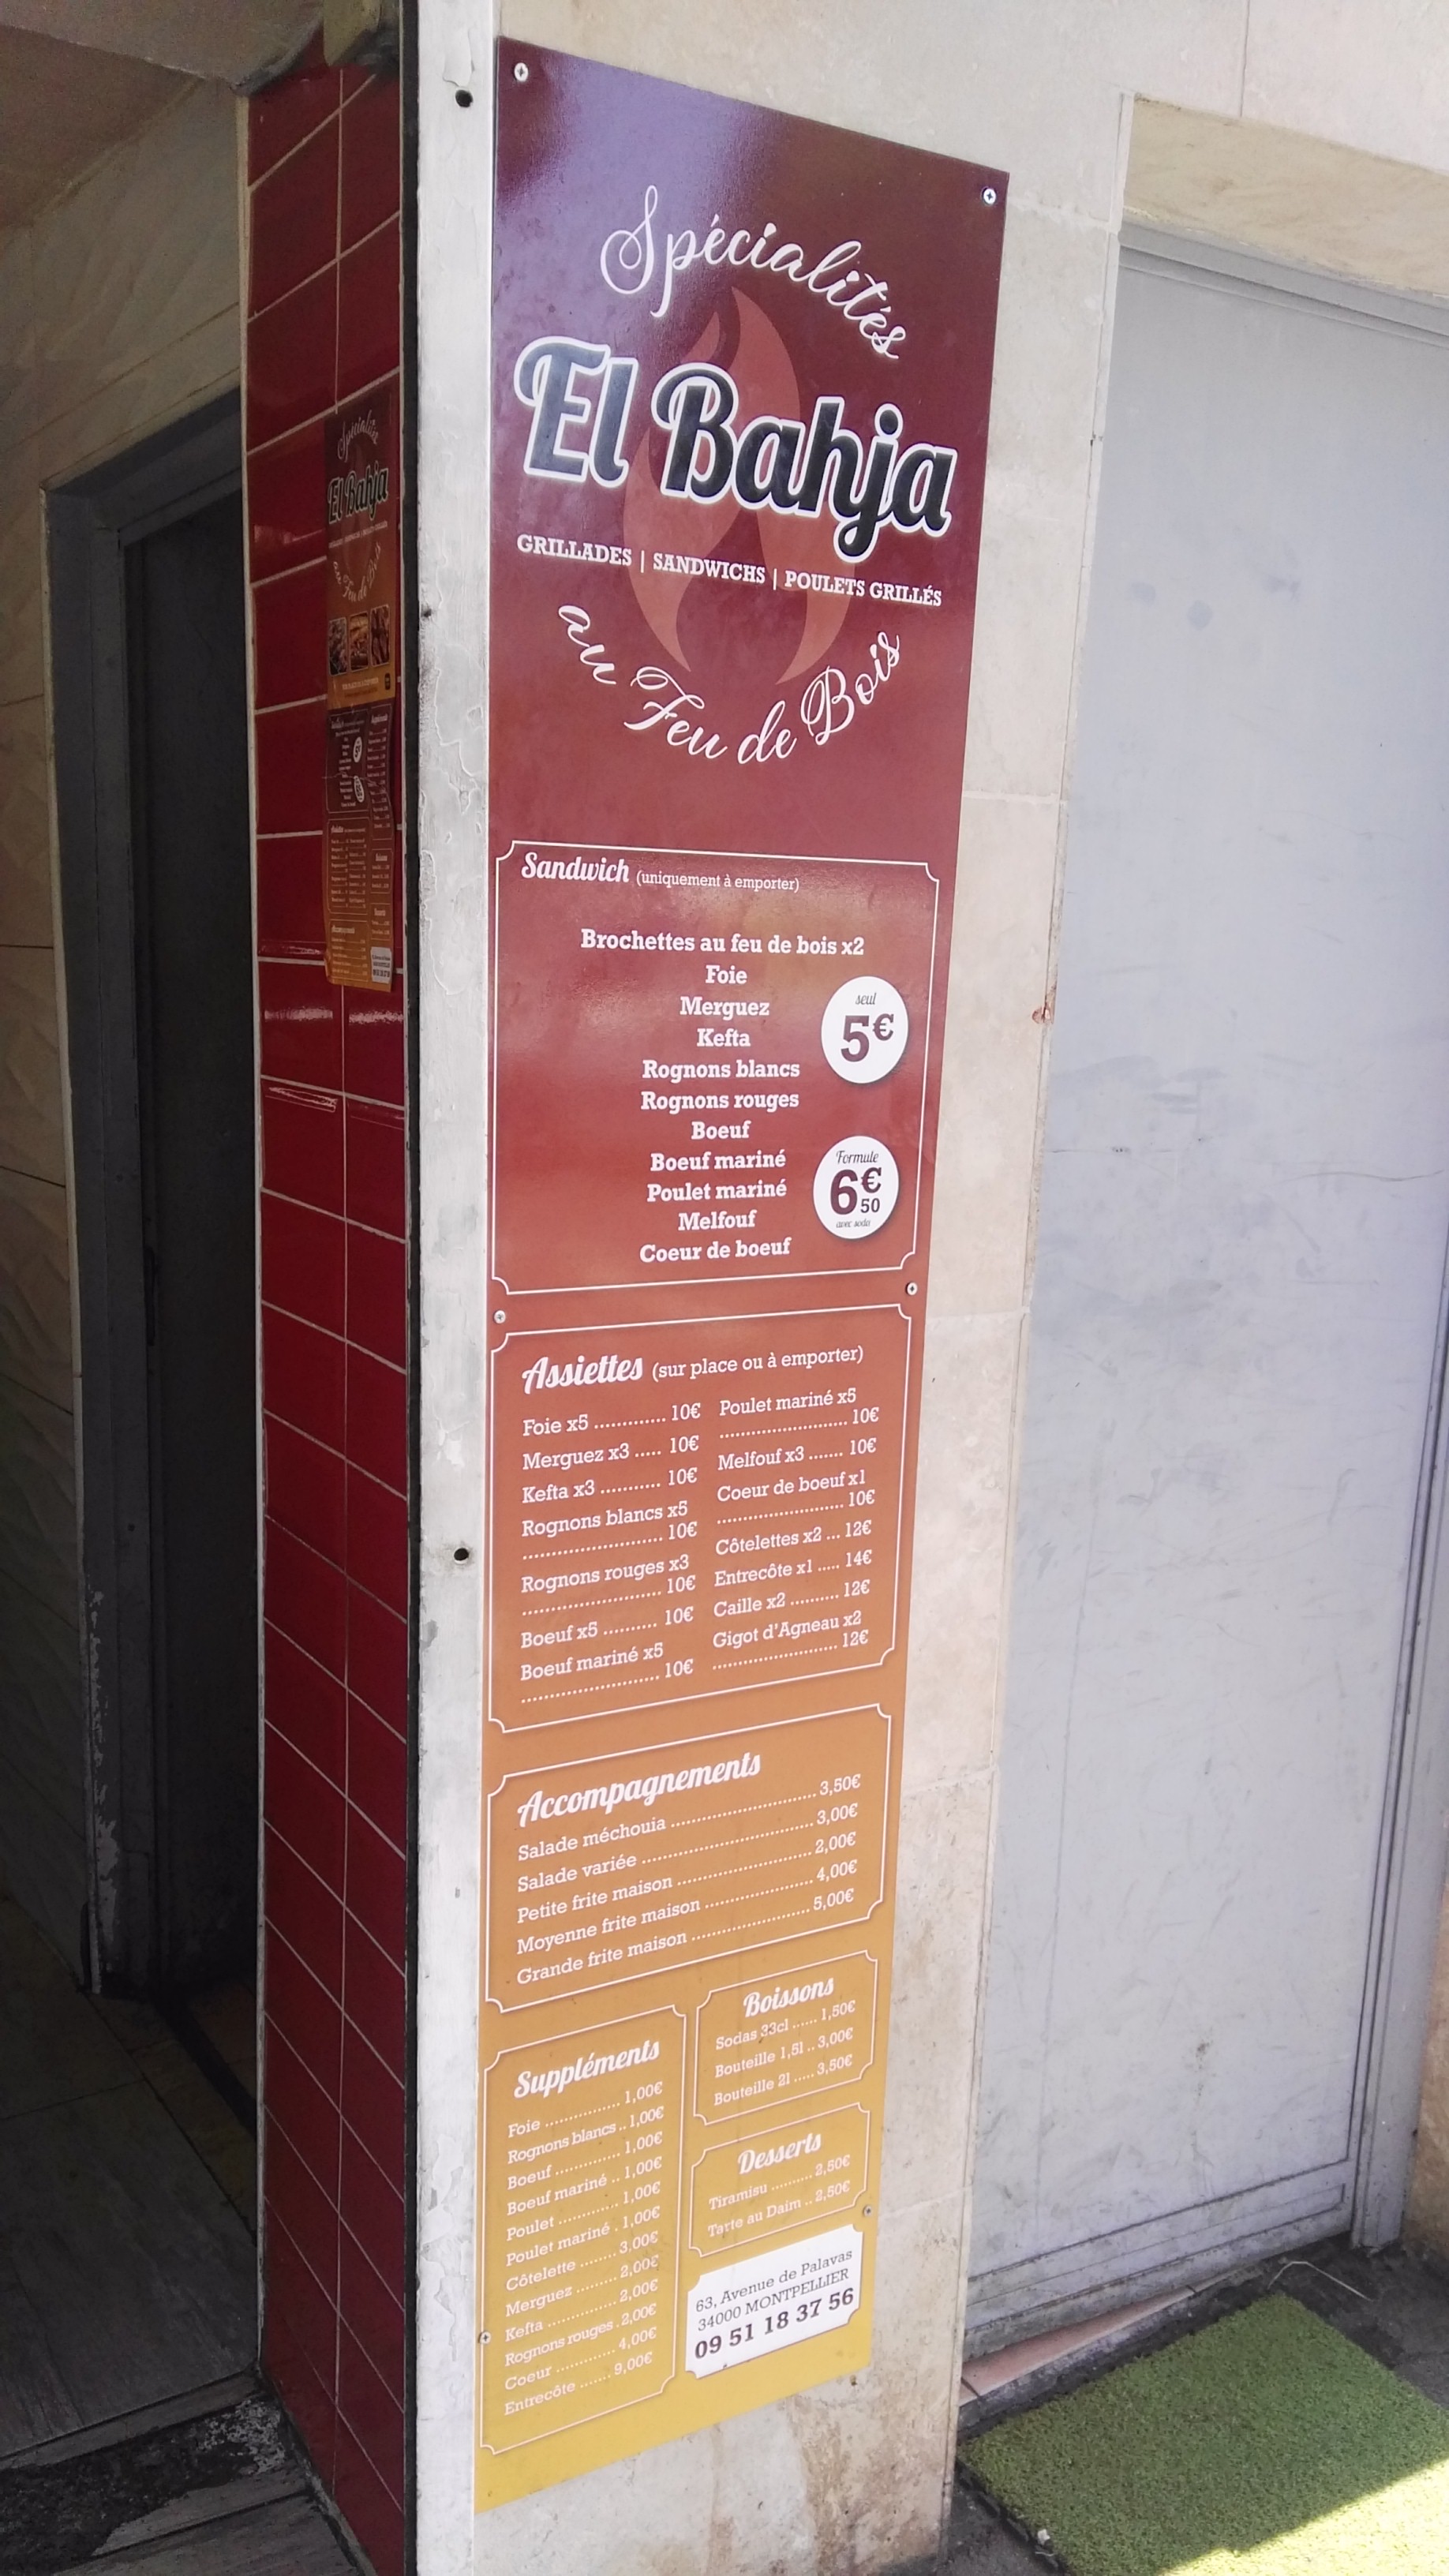 Spécialités
El Bahja
GRILLADES | SANDWICHS | POULETS GRILLÉS
au Feu de Bois
Sandwich (uniquement à emporter)
Brochettes au feu de bois x2
Foie
Merguez
Kefta
Rognons blancs
Rognons rouges
Boeuf
Boeuf mariné
Poulet mariné
Melfouf
Coeur de boeuf
seul
5€
Formule
6€50
avec soda
Assiettes (sur place ou à emporter)
Foie x5 ............. 10€
Merguez x3 ..... 10€
Kefta x3 ........... 10€
Rognons blancs x5
.......................... 10€
Rognons rouges x3
.......................... 10€
Boeuf x5 .......... 10€
Boeuf mariné x5
.......................... 10€
Poulet mariné x5
....................... 10€
Melfouf x3 ....... 10€
Coeur de boeuf x1
....................... 10€
Côtelettes x2 ... 12€
Entrecôte x1 ..... 14€
Caille x2 .......... 12€
Gigot d'Agneau x2
....................... 12€
Accompagnements
Salade méchouia .......................... 3,50€
Salade variée ............................... 3,00€
Petite frite maison ........................ 2,00€
Moyenne frite maison .................... 4,00€
Grande frite maison ...................... 5,00€
Suppléments
Foie ................ 1,00€
Rognons blancs .. 1,00€
Boeuf .............. 1,00€
Boeuf mariné .. 1,00€
Poulet ............. 1,00€
Poulet mariné . 1,00€
Côtelette ........ 3,00€
Merguez ......... 2,00€
Kefta ............... 2,00€
Rognons rouges . 2,00€
Coeur ............. 4,00€
Entrecôte ....... 9,00€
Boissons
Sodas 33cl ...... 1,50€
Bouteille 1,5l .. 3,00€
Bouteille 2l ..... 3,50€
Desserts
Tiramisu .......... 2,50€
Tarte au Daim .. 2,50€
63, Avenue de Palavas
34000 MONTPELLIER
09 51 18 37 56
Spécialités
El Bahja
au Feu de Bois